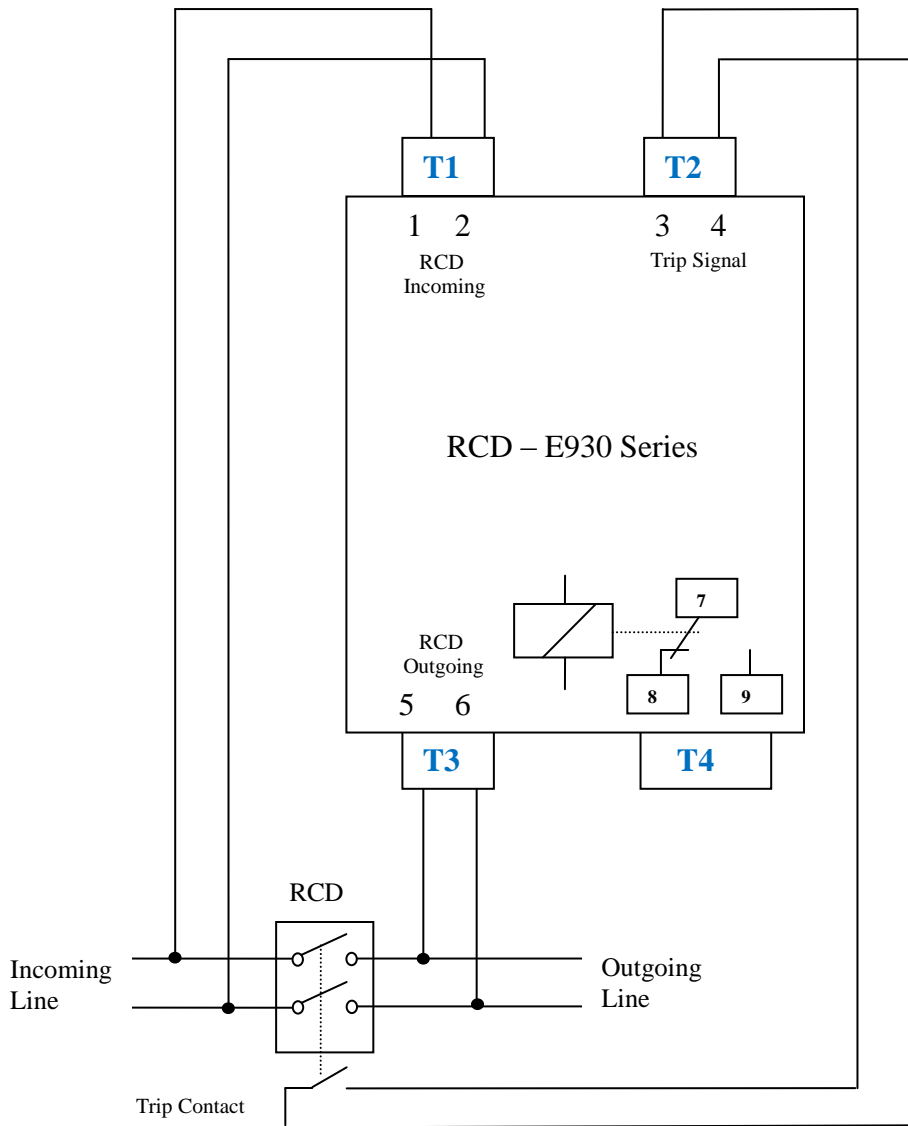 T1
T2
1 2
3 4
RCD
Incoming
Trip Signal
RCD – E930 Series
7
RCD
Outgoing
8
9
5 6
T3
T4
RCD
Incoming
Line
Outgoing
Line
Trip Contact